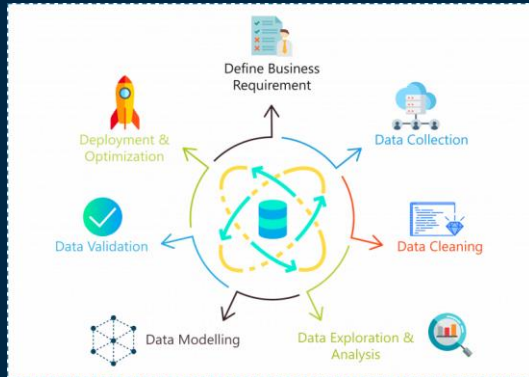 Define Business
Requirement
Data Collection
Data Cleaning
Data Exploration &
Analysis
Data Modelling
Data Validation
Deployment &
Optimization